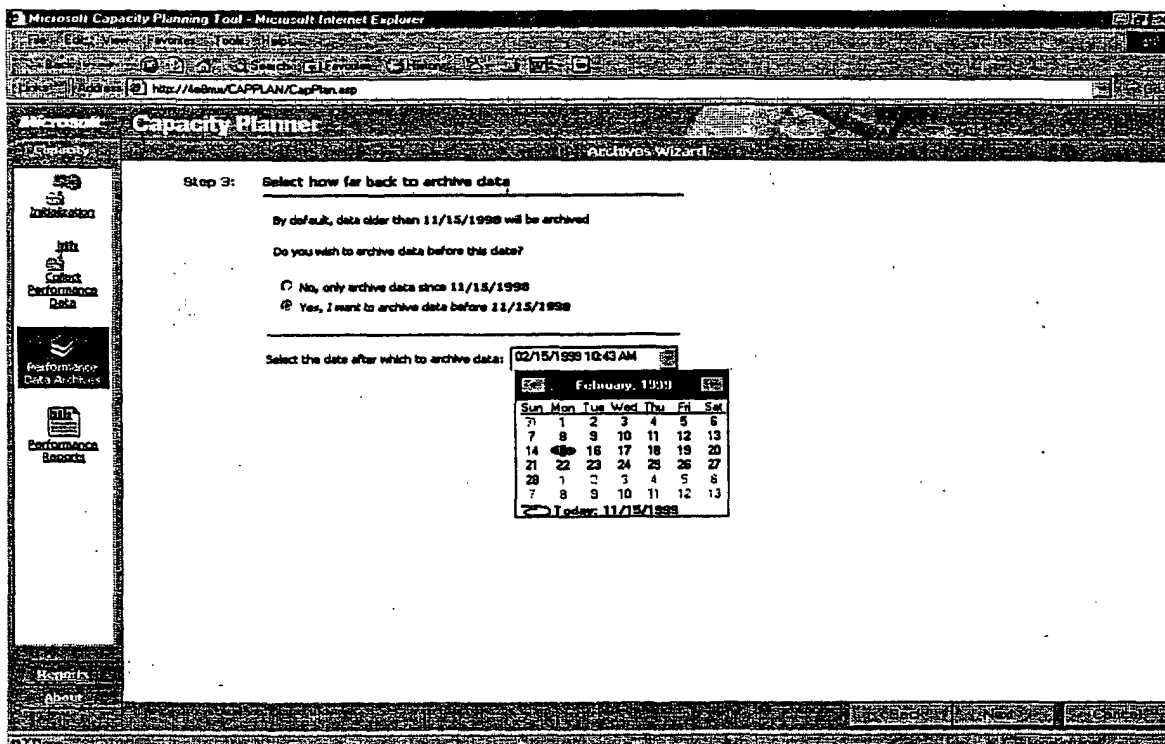 Microsoft Capacity Planning Tool - Microsoft Internet Explorer
Address http://4e8mx/CAPPLAN/CapPlan.asp
Microsoft Capacity Planner
Capacity
Archives Wizard
Initialization
Collect
Performance
Data
Performance
Data Archives
Performance
Reports
Reports
About
Step 3: Select how far back to archive data
By default, data older than 11/15/1998 will be archived
Do you wish to archive data before this date?
No, only archive data since 11/15/1998
Yes, I want to archive data before 11/15/1998
Select the date after which to archive data: 02/15/1999 10:43 AM
February, 1999
Sun Mon Tue Wed Thu Fri Sat
31 1 2 3 4 5 6
7 8 9 10 11 12 13
14 16 17 18 19 20
21 22 23 24 25 26 27
28 1 2 3 4 5 6
7 8 9 10 11 12 13
Today: 11/15/1999
Cancel